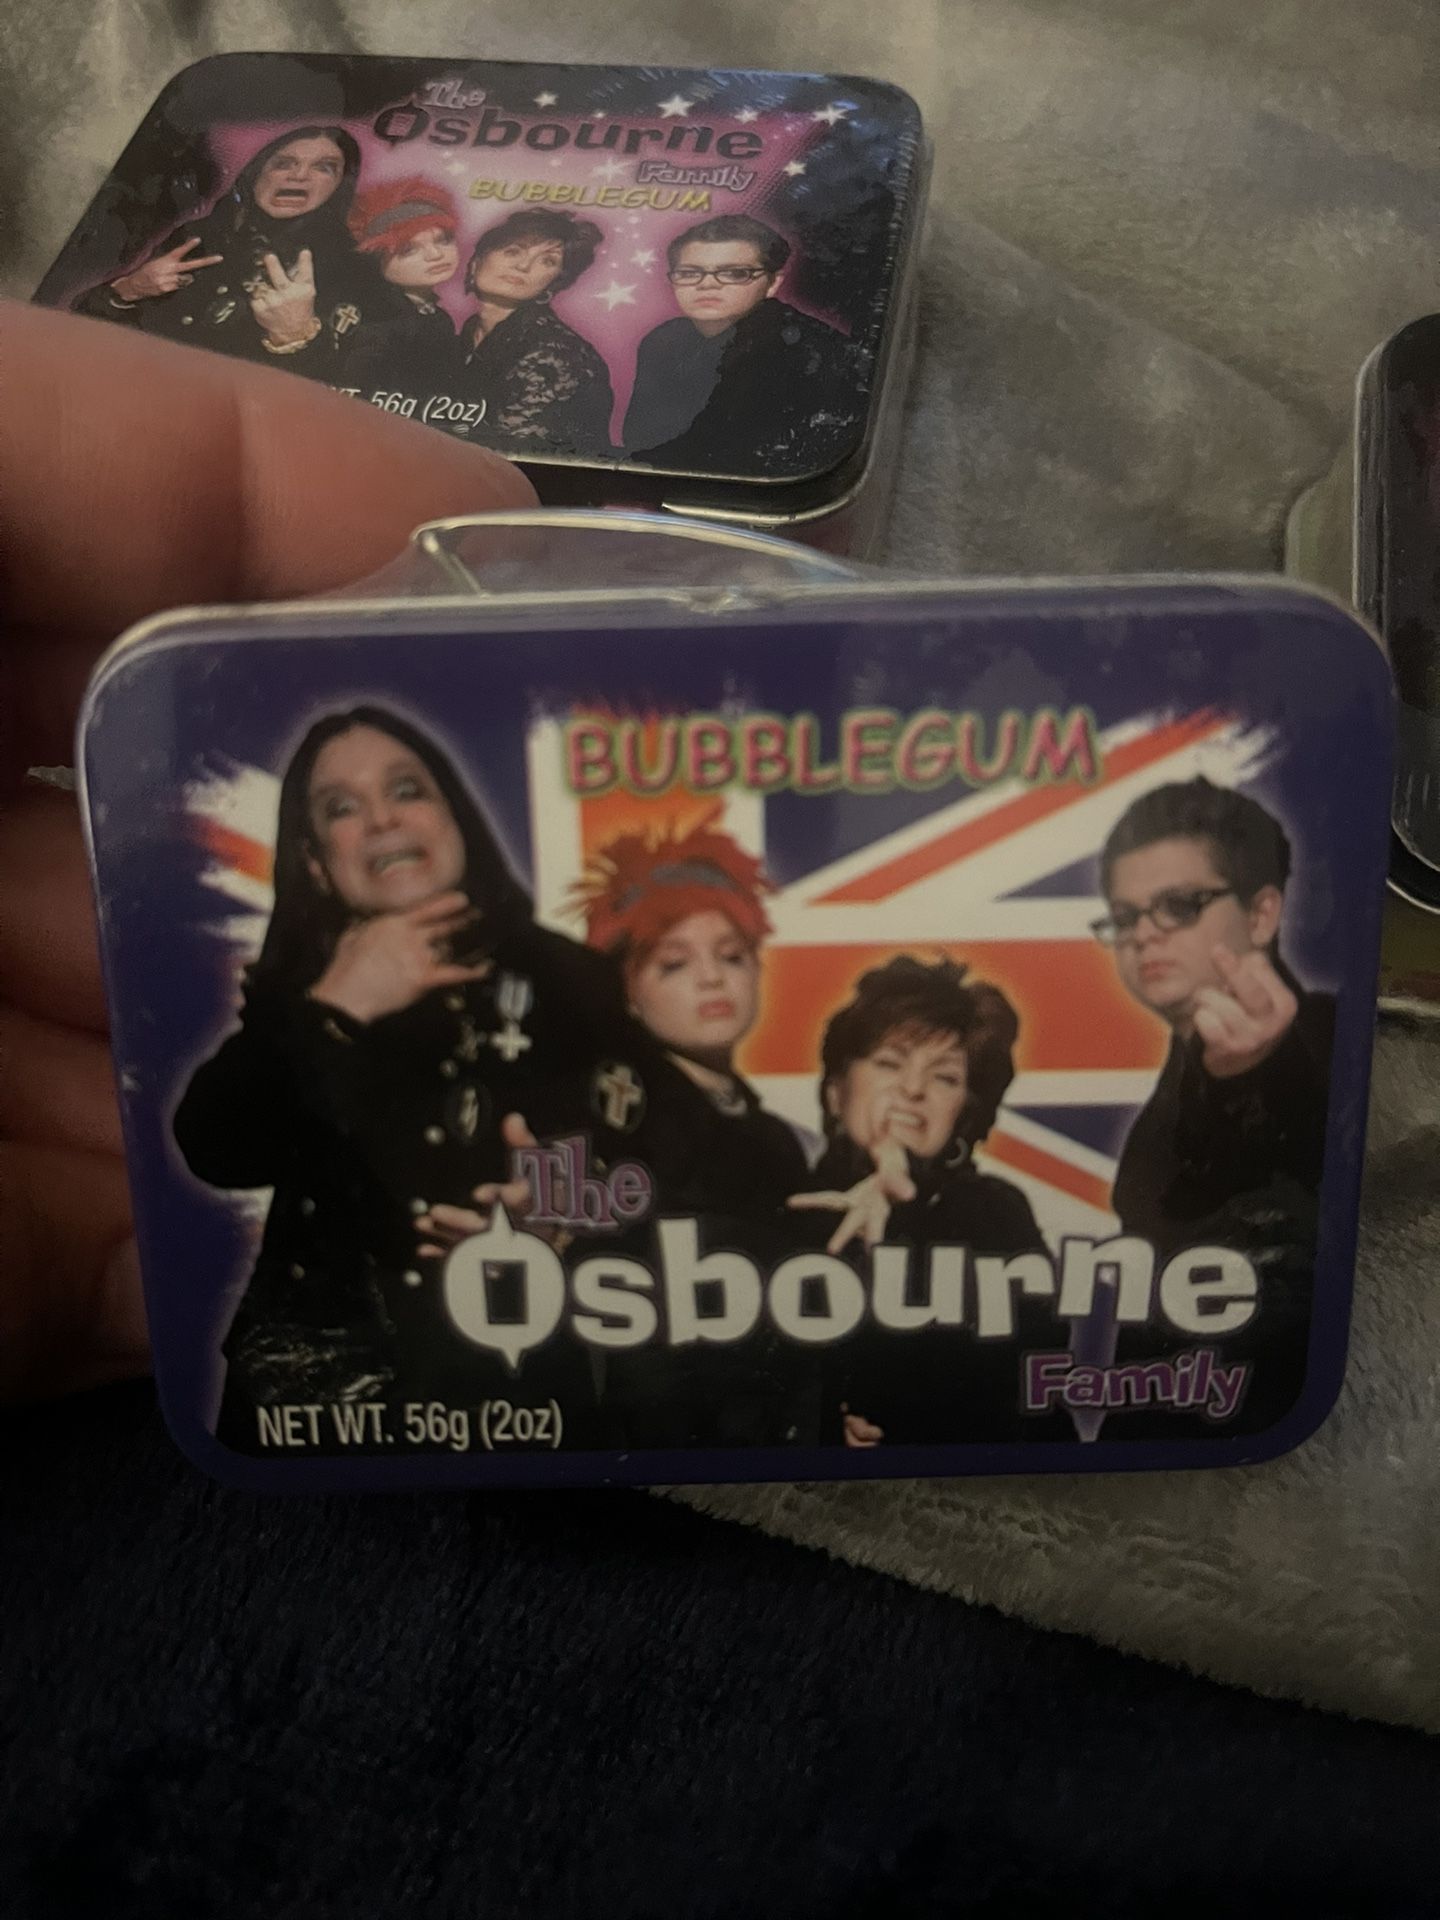 The
Osbourne
Family
BUBBLEGUM
56g (2oz)
BUBBLEGUM
The
Osbourne
Family
NET WT. 56g (2oz)